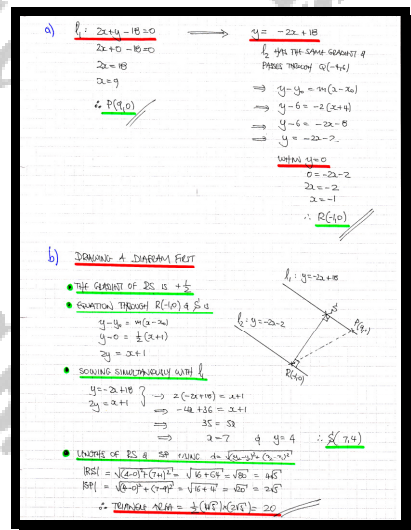 a) l₁: 2x+y-18=0 ⟹ y = -2x+18
2x+0-18=0
2x=18
x=9
∴ P(9,0)
l₂ HAS THE SAME GRADIENT &
PASSES THROUGH Q(-4,6)
⟹ y-y₀ = m(x-x₀)
⟹ y-6 = -2(x+4)
⟹ y-6 = -2x-8
⟹ y = -2x-2
WHEN y=0
0=-2x-2
2x=-2
x=-1
∴ R(-1,0)
b) DRAWING A DIAGRAM FIRST
• THE GRADIENT OF RS IS +½
• EQUATION THROUGH R(-1,0) & S IS
y-y₀ = m(x-x₀)
y-0 = ½(x+1)
2y = x+1
l₁: y=-2x+18
l₂: y=-2x-2
S
P(9,0)
R(-1,0)
• SOLVING SIMULTANEOUSLY WITH l₁
y=-2x+18
2y=x+1
⟹ 2(-2x+18) = x+1
⟹ -4x+36 = x+1
⟹ 35 = 5x
⟹ x=7 & y=4 ∴ S(7,4)
• LENGTHS OF RS & SP USING d=√(y₂-y₁)²+(x₂-x₁)²
|RS| = √(4-0)²+(7+1)² = √16+64 = √80 = 4√5
|SP| = √(4-0)²+(7-9)² = √16+4 = √20 = 2√5
∴ TRIANGLE AREA = ½(4√5)×(2√5) = 20